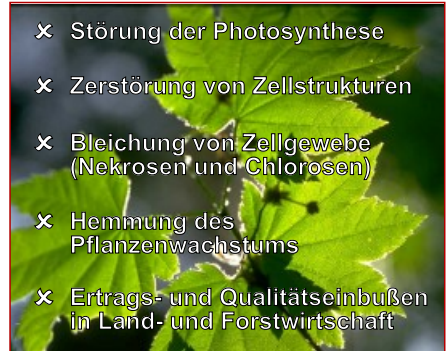 ✘ Störung der Photosynthese
✘ Zerstörung von Zellstrukturen
✘ Bleichung von Zellgewebe
(Nekrosen und Chlorosen)
✘ Hemmung des
Pflanzenwachstums
✘ Ertrags- und Qualitätseinbußen
in Land- und Forstwirtschaft